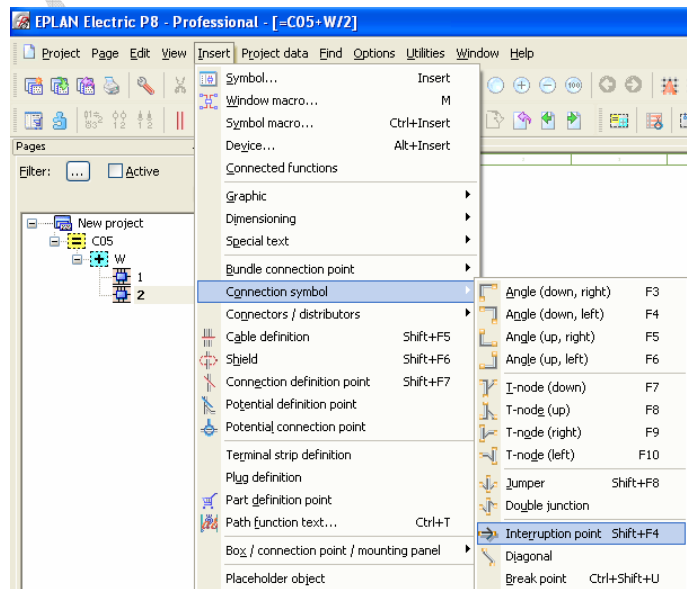 EPLAN Electric P8 - Professional - [=C05+W/2]
Project Page Edit View Insert Project data Find Options Utilities Window Help
Pages
Filter: ... Active
New project
C05
W
1
2
Symbol... Insert
Window macro... M
Symbol macro... Ctrl+Insert
Device... Alt+Insert
Connected functions
Graphic
Dimensioning
Special text
Bundle connection point
Connection symbol
Connectors / distributors
Cable definition Shift+F5
Shield Shift+F6
Connection definition point Shift+F7
Potential definition point
Potential connection point
Terminal strip definition
Plug definition
Part definition point
Path function text... Ctrl+T
Box / connection point / mounting panel
Placeholder object
Angle (down, right) F3
Angle (down, left) F4
Angle (up, right) F5
Angle (up, left) F6
T-node (down) F7
T-node (up) F8
T-node (right) F9
T-node (left) F10
Jumper Shift+F8
Double junction
Interruption point Shift+F4
Diagonal
Break point Ctrl+Shift+U